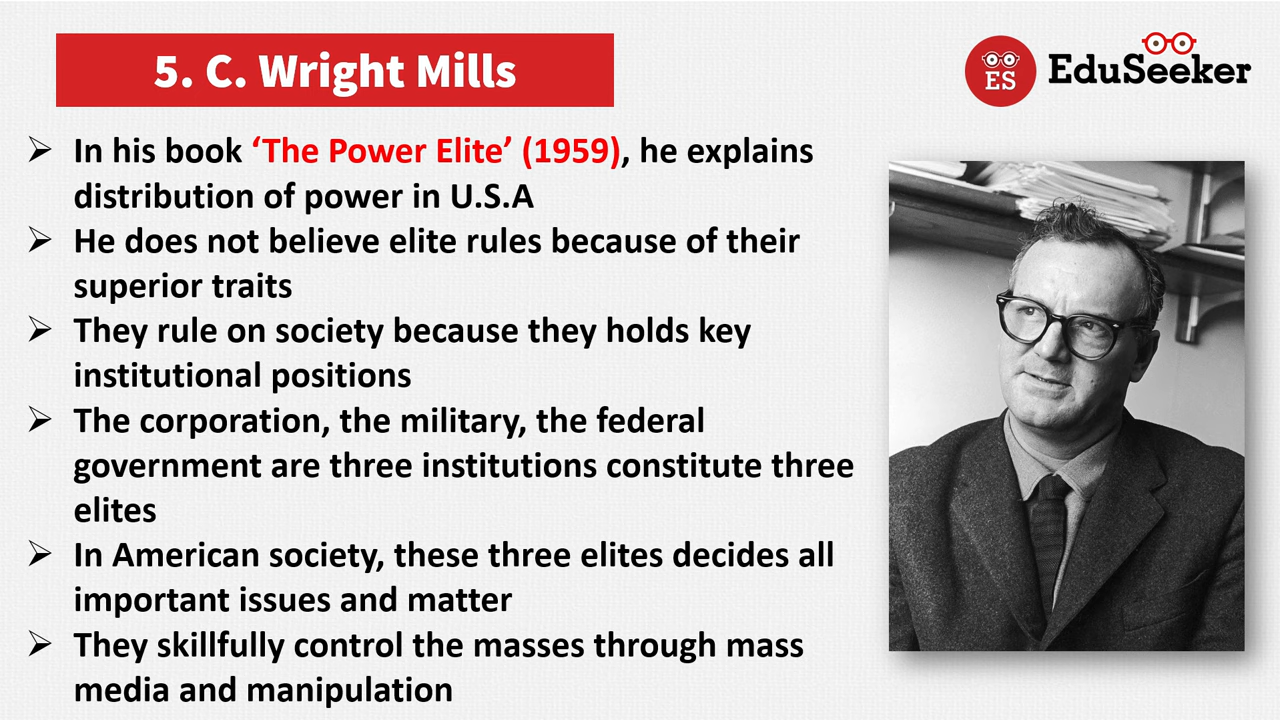 5. C. Wright Mills
ES
EduSeeker
➢ In his book ‘The Power Elite’ (1959), he explains
distribution of power in U.S.A
➢ He does not believe elite rules because of their
superior traits
➢ They rule on society because they holds key
institutional positions
➢ The corporation, the military, the federal
government are three institutions constitute three
elites
➢ In American society, these three elites decides all
important issues and matter
➢ They skillfully control the masses through mass
media and manipulation